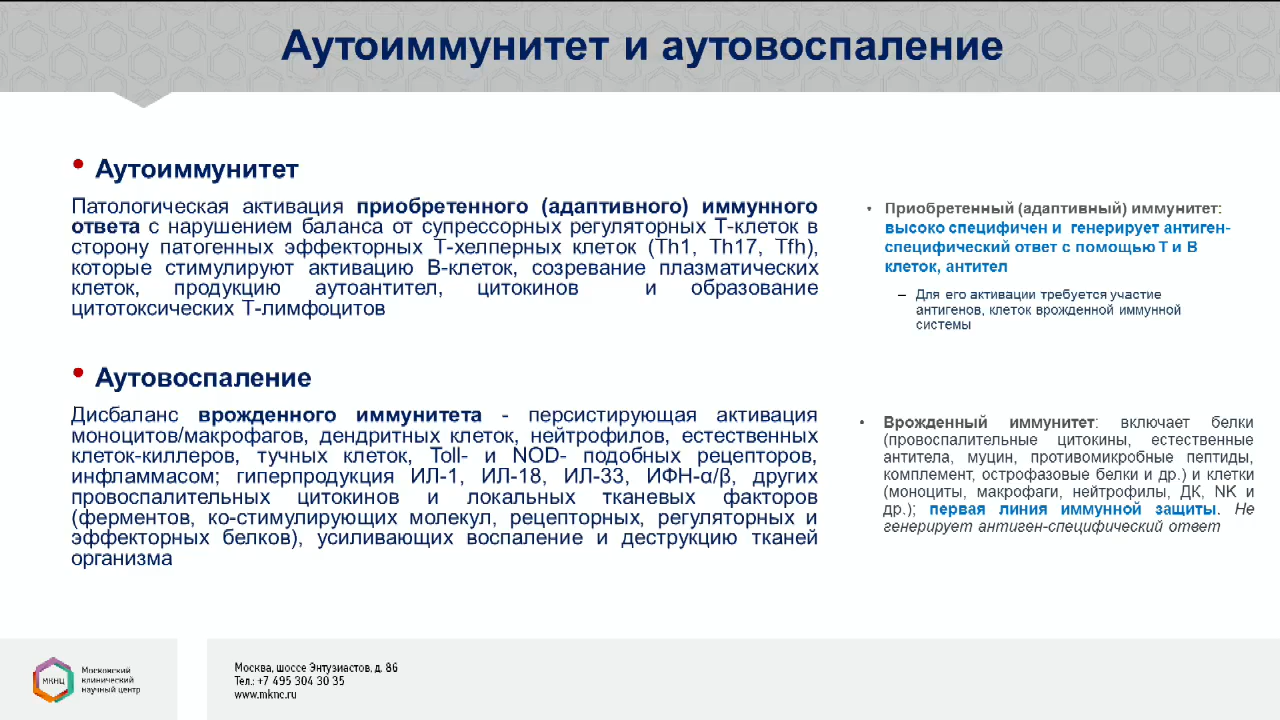 Аутоиммунитет и аутовоспаление
• Аутоиммунитет
Патологическая активация приобретенного (адаптивного) иммунного
ответа с нарушением баланса от супрессорных регуляторных Т-клеток в
сторону патогенных эффекторных Т-хелперных клеток (Th1, Th17, Tfh),
которые стимулируют активацию В-клеток, созревание плазматических
клеток, продукцию аутоантител, цитокинов и образование
цитотоксических Т-лимфоцитов
• Приобретенный (адаптивный) иммунитет:
высоко специфичен и генерирует антиген-
специфический ответ с помощью Т и В
клеток, антител
– Для его активации требуется участие
антигенов, клеток врожденной иммунной
системы
• Аутовоспаление
Дисбаланс врожденного иммунитета - персистирующая активация
моноцитов/макрофагов, дендритных клеток, нейтрофилов, естественных
клеток-киллеров, тучных клеток, Toll- и NOD- подобных рецепторов,
инфламмасом; гиперпродукция ИЛ-1, ИЛ-18, ИЛ-33, ИФН-α/β, других
провоспалительных цитокинов и локальных тканевых факторов
(ферментов, ко-стимулирующих молекул, рецепторных, регуляторных и
эффекторных белков), усиливающих воспаление и деструкцию тканей
организма
• Врожденный иммунитет: включает белки
(провоспалительные цитокины, естественные
антитела, муцин, противомикробные пептиды,
комплемент, острофазовые белки и др.) и клетки
(моноциты, макрофаги, нейтрофилы, ДК, NK и
др.); первая линия иммунной защиты. Не
генерирует антиген-специфический ответ
МКНЦ
Московский
клинический
научный центр
Москва, шоссе Энтузиастов, д. 86
Тел.: +7 495 304 30 35
www.mknc.ru